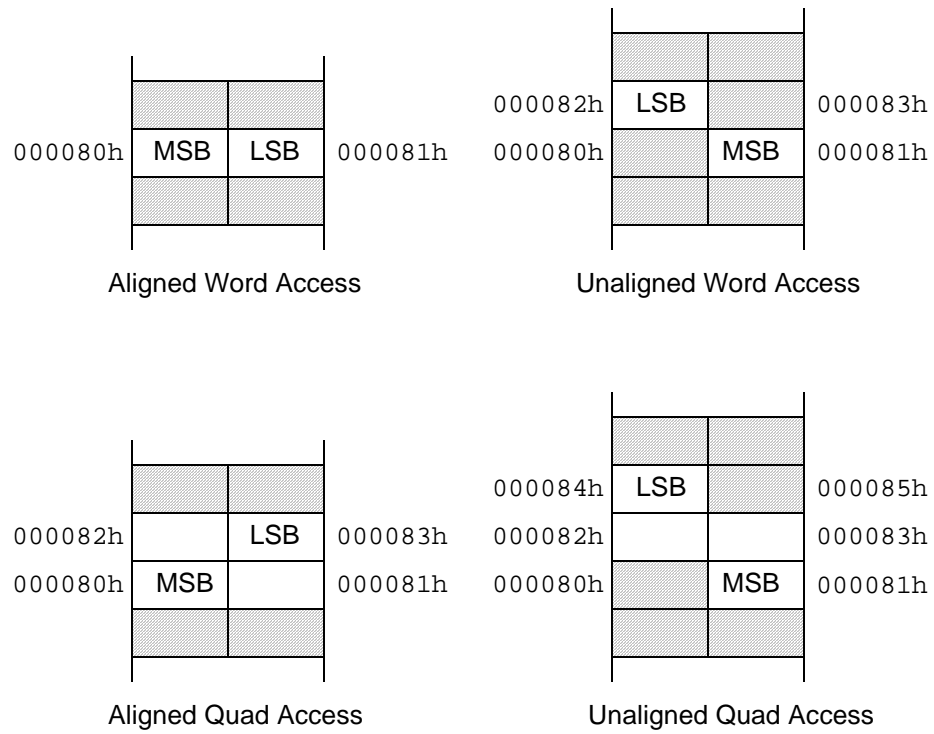 000080h MSB LSB 000081h
Aligned Word Access
000082h LSB 000083h
000080h MSB 000081h
Unaligned Word Access
000082h LSB 000083h
000080h MSB 000081h
Aligned Quad Access
000084h LSB 000085h
000082h 000083h
000080h MSB 000081h
Unaligned Quad Access